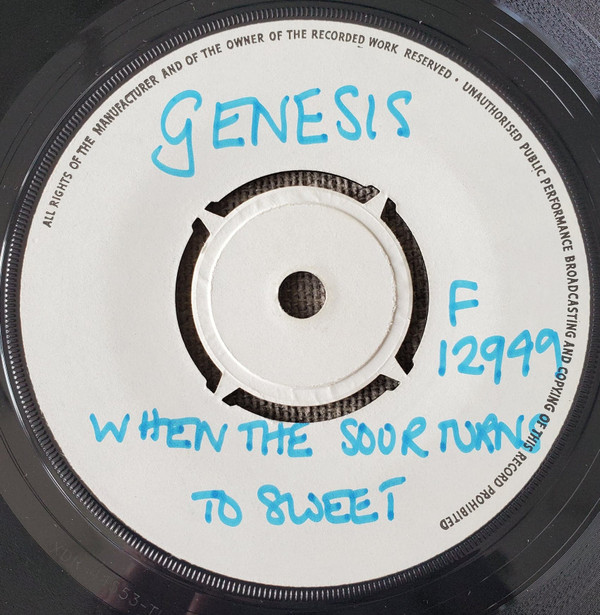 ALL RIGHTS OF THE MANUFACTURER AND OF THE OWNER OF THE RECORDED WORK RESERVED · UNAUTHORISED PUBLIC PERFORMANCE BROADCASTING AND COPYING OF THIS RECORD PROHIBITED
GENESIS
F
12949
WHEN THE SOUR TURNS
TO SWEET